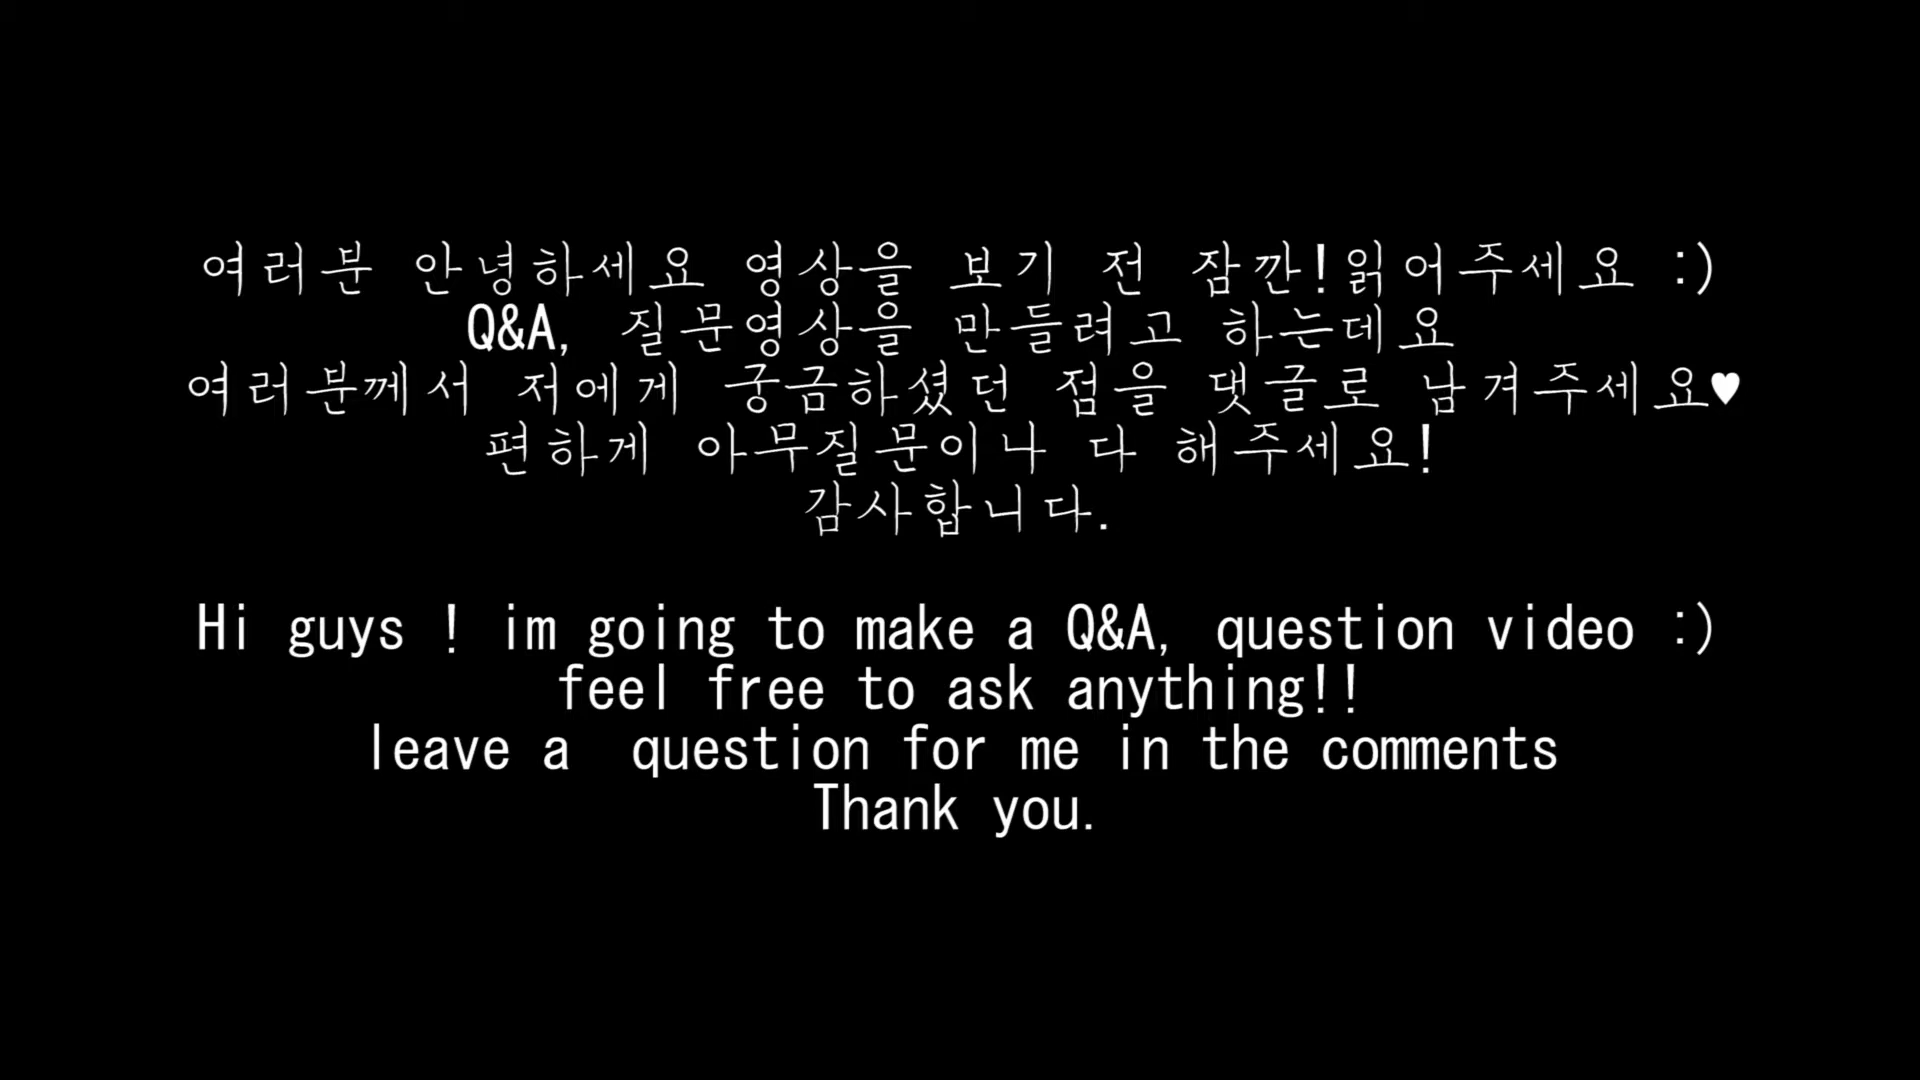 여러분 안녕하세요 영상을 보기 전 잠깐!읽어주세요 :)
Q&A, 질문영상을 만들려고 하는데요
여러분께서 저에게 궁금하셨던 점을 댓글로 남겨주세요♥
편하게 아무질문이나 다 해주세요!
감사합니다.
Hi guys ! im going to make a Q&A, question video :)
feel free to ask anything!!
leave a  question for me in the comments
Thank you.